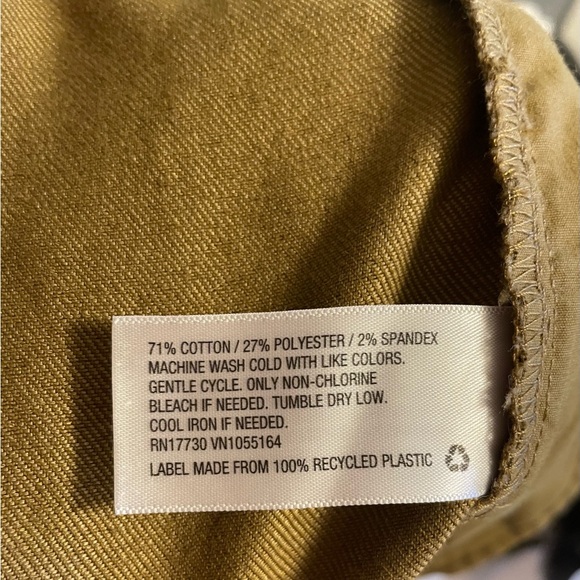 71% COTTON / 27% POLYESTER / 2% SPANDEX
MACHINE WASH COLD WITH LIKE COLORS.
GENTLE CYCLE. ONLY NON-CHLORINE
BLEACH IF NEEDED. TUMBLE DRY LOW.
COOL IRON IF NEEDED.
RN17730 VN1055164
LABEL MADE FROM 100% RECYCLED PLASTIC